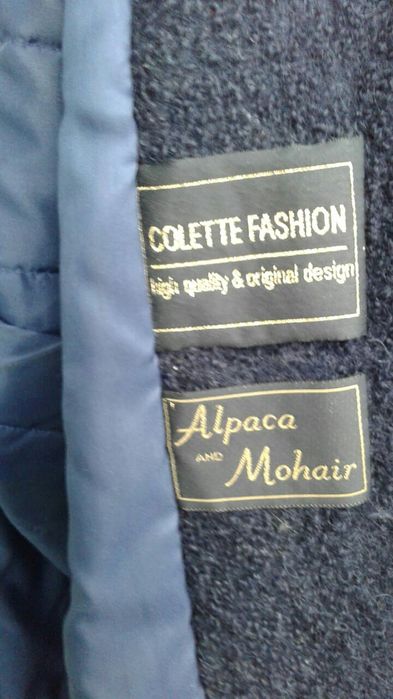 COLETTE FASHION
high quality & original design
Alpaca
AND
Mohair